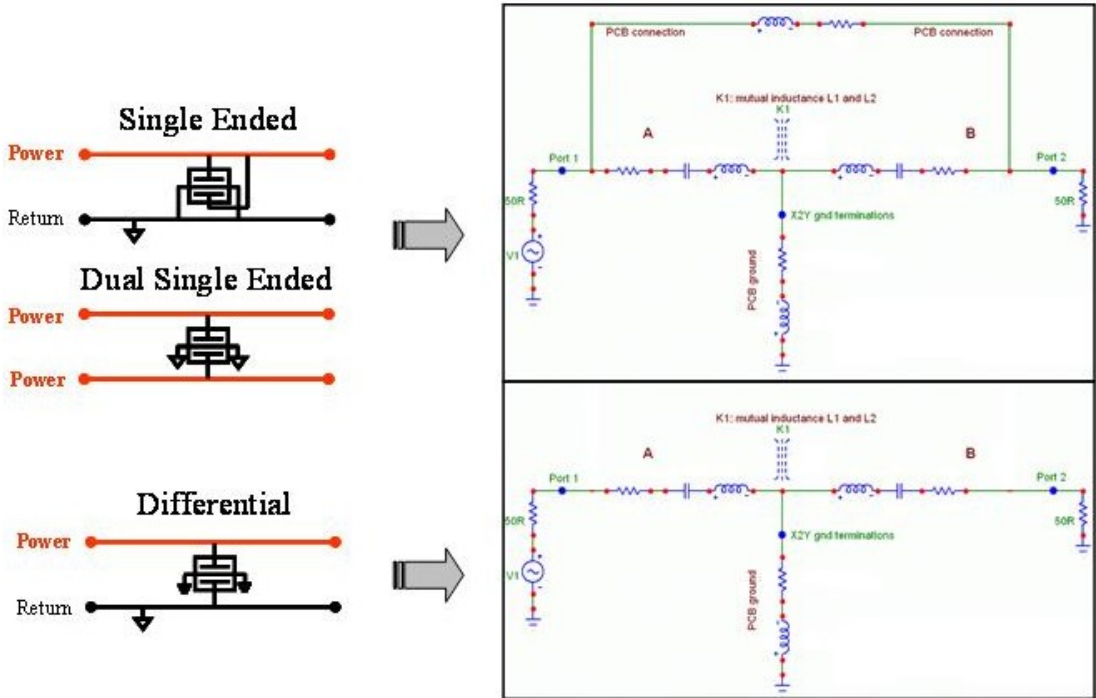 Single Ended
Power
Return
Dual Single Ended
Power
Power
Differential
Power
Return
PCB connection
PCB connection
K1: mutual inductance L1 and L2
K1
A
B
Port 1
Port 2
50R
50R
X2Y gnd terminations
V1
PCB ground
K1: mutual inductance L1 and L2
K1
A
B
Port 1
Port 2
50R
50R
X2Y gnd terminations
V1
PCB ground